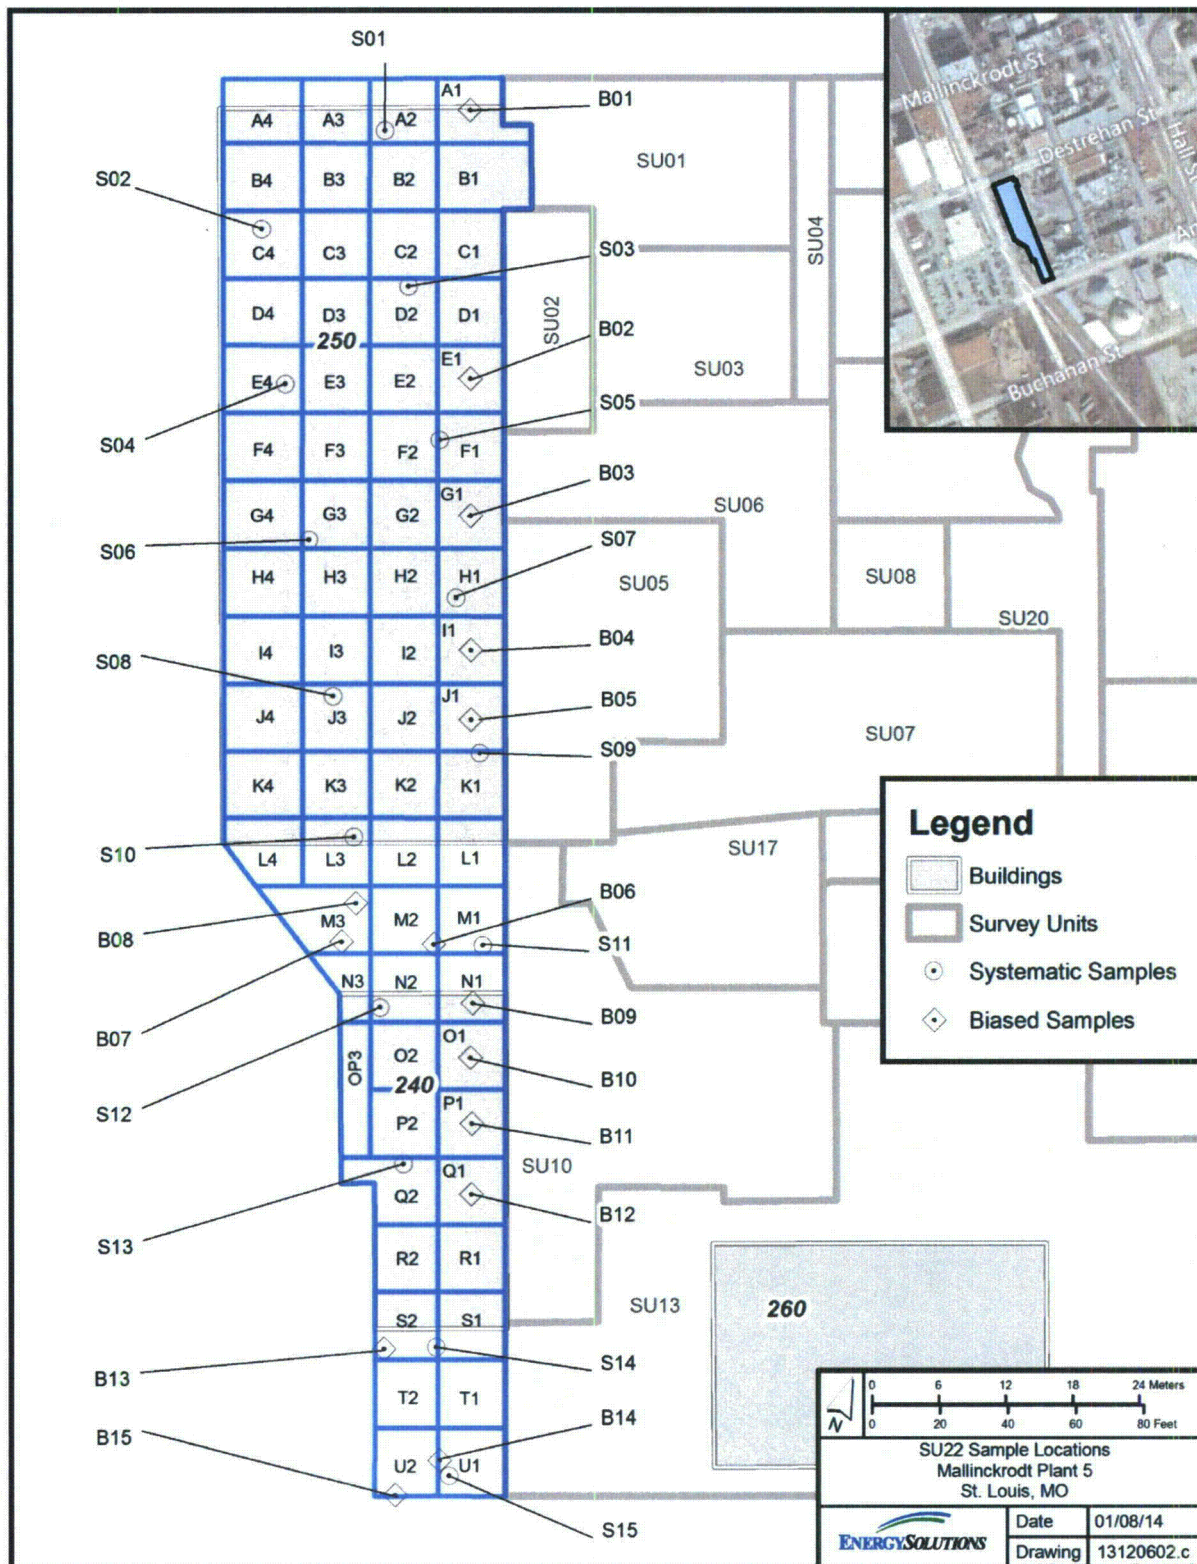 S01
A1
B01
Mallinckrodt St
Destrehan St
Hall St
A4 A3 A2
SU01
S02
B4 B3 B2 B1
SU04
C4 C3 C2 C1
S03
D4 D3 D2 D1
SU02
B02
250
SU03
E1
E4 E3 E2
Buchanan St
S05
S04
F4 F3 F2 F1
B03
G1
SU06
G4 G3 G2
S07
S06
H4 H3 H2 H1
SU05
SU08
SU20
I1
B04
I4 I3 I2
S08
J1
B05
J4 J3 J2
SU07
S09
K4 K3 K2 K1
S10
L4 L3 L2 L1
SU17
Legend
Buildings
Survey Units
Systematic Samples
Biased Samples
B06
M3 M2 M1
B08
S11
N3 N2 N1
B09
B07
O1
O2
OP3
240
B10
S12
P1
P2
B11
SU10
Q1
Q2
B12
S13
R2 R1
SU13
260
S2 S1
S14
B13
T2 T1
B14
B15
U2 U1
S15
N
0 6 12 18 24 Meters
0 20 40 60 80 Feet
SU22 Sample Locations
Mallinckrodt Plant 5
St. Louis, MO
ENERGYSOLUTIONS
Date 01/08/14
Drawing 13120602.c